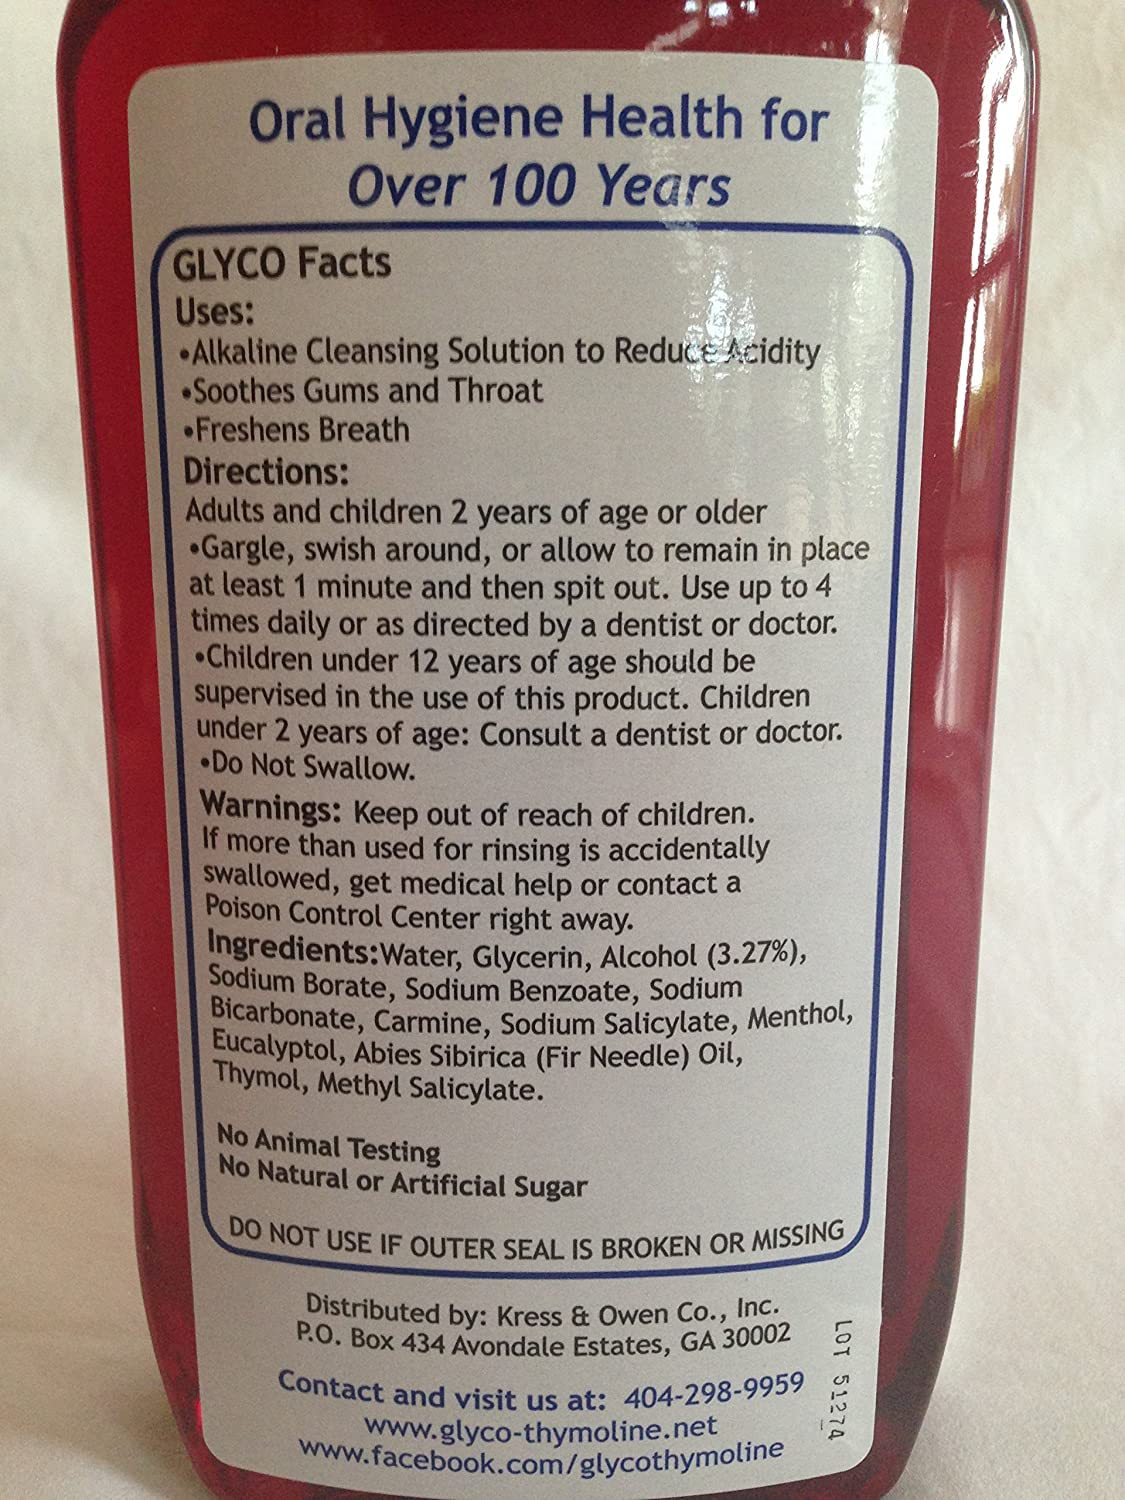 Oral Hygiene Health for
Over 100 Years
GLYCO Facts
Uses:
•Alkaline Cleansing Solution to Reduce Acidity
•Soothes Gums and Throat
•Freshens Breath
Directions:
Adults and children 2 years of age or older
•Gargle, swish around, or allow to remain in place
at least 1 minute and then spit out. Use up to 4
times daily or as directed by a dentist or doctor.
•Children under 12 years of age should be
supervised in the use of this product. Children
under 2 years of age: Consult a dentist or doctor.
•Do Not Swallow.
Warnings: Keep out of reach of children.
If more than used for rinsing is accidentally
swallowed, get medical help or contact a
Poison Control Center right away.
Ingredients:Water, Glycerin, Alcohol (3.27%),
Sodium Borate, Sodium Benzoate, Sodium
Bicarbonate, Carmine, Sodium Salicylate, Menthol,
Eucalyptol, Abies Sibirica (Fir Needle) Oil,
Thymol, Methyl Salicylate.
No Animal Testing
No Natural or Artificial Sugar
DO NOT USE IF OUTER SEAL IS BROKEN OR MISSING
Distributed by: Kress & Owen Co., Inc.
P.O. Box 434 Avondale Estates, GA 30002
Contact and visit us at: 404-298-9959
www.glyco-thymoline.net
www.facebook.com/glycothymoline
LOT 51274